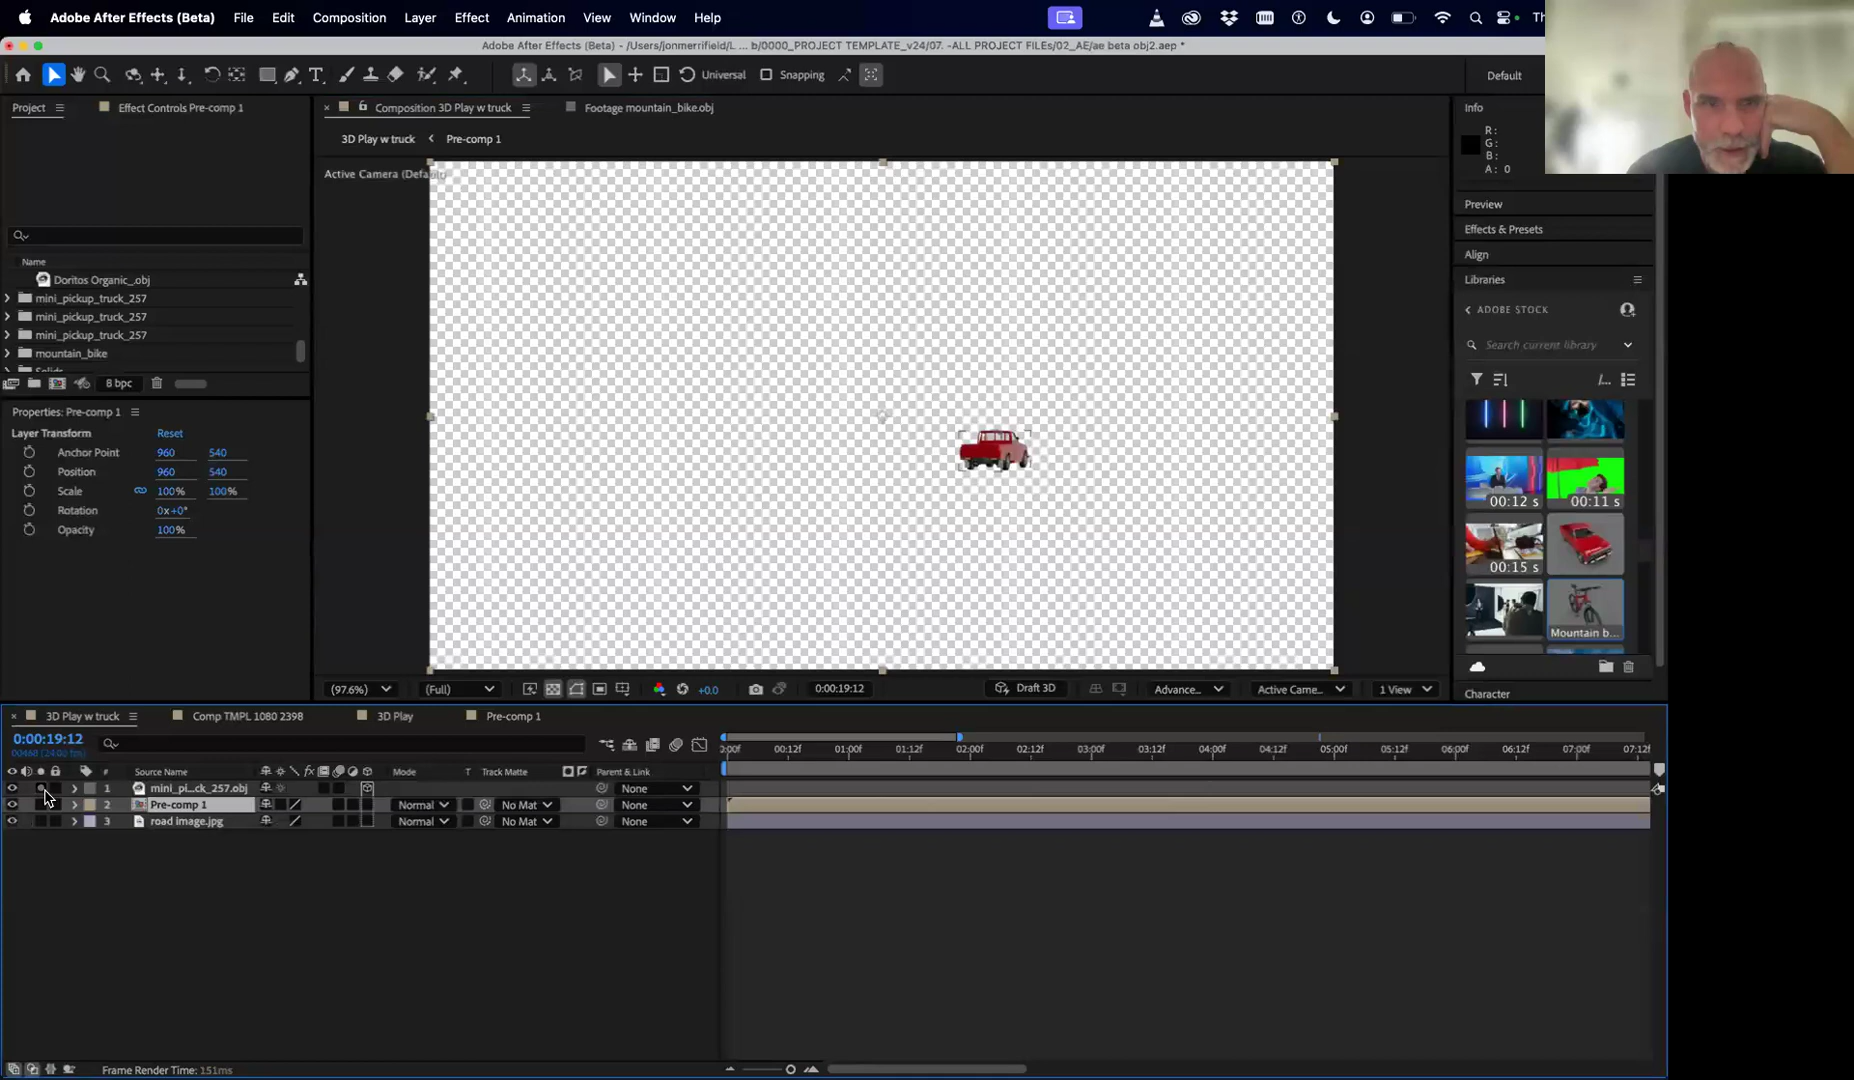 Adobe After Effects (Beta) File Edit Composition Layer Effect Animation View Window Help
Adobe After Effects (Beta) - /Users/jonmerrifield/L ... b/0000_PROJECT TEMPLATE_v24/07. -ALL PROJECT FILEs/02_AE/ae beta obj2.aep *
Universal Snapping Default
Project Effect Controls Pre-comp 1 Composition 3D Play w truck Footage mountain_bike.obj Info
3D Play w truck Pre-comp 1
Active Camera (Default)
R:
G:
B:
A: 0
Preview
Effects & Presets
Align
Libraries
ADOBE STOCK
Search current library
Name
Doritos Organic_.obj
mini_pickup_truck_257
mini_pickup_truck_257
mini_pickup_truck_257
mountain_bike
Solids
8 bpc
Properties: Pre-comp 1
Layer Transform Reset
Anchor Point 960 540
Position 960 540
Scale 100% 100%
Rotation 0x+0°
Opacity 100%
00:12 s 00:11 s
00:15 s
Mountain b...
Character
(97.6%) (Full) +0.0 0:00:19:12 Draft 3D Advance... Active Came... 1 View
3D Play w truck Comp TMPL 1080 2398 3D Play Pre-comp 1
0:00:19:12
00468 (24.00 fps)
:00f 00:12f 01:00f 01:12f 02:00f 02:12f 03:00f 03:12f 04:00f 04:12f 05:00f 05:12f 06:00f 06:12f 07:00f 07:12f
# Source Name Mode T Track Matte Parent & Link
1 mini_pi...ck_257.obj None
2 Pre-comp 1 Normal No Mat None
3 road image.jpg Normal No Mat None
Frame Render Time: 151ms